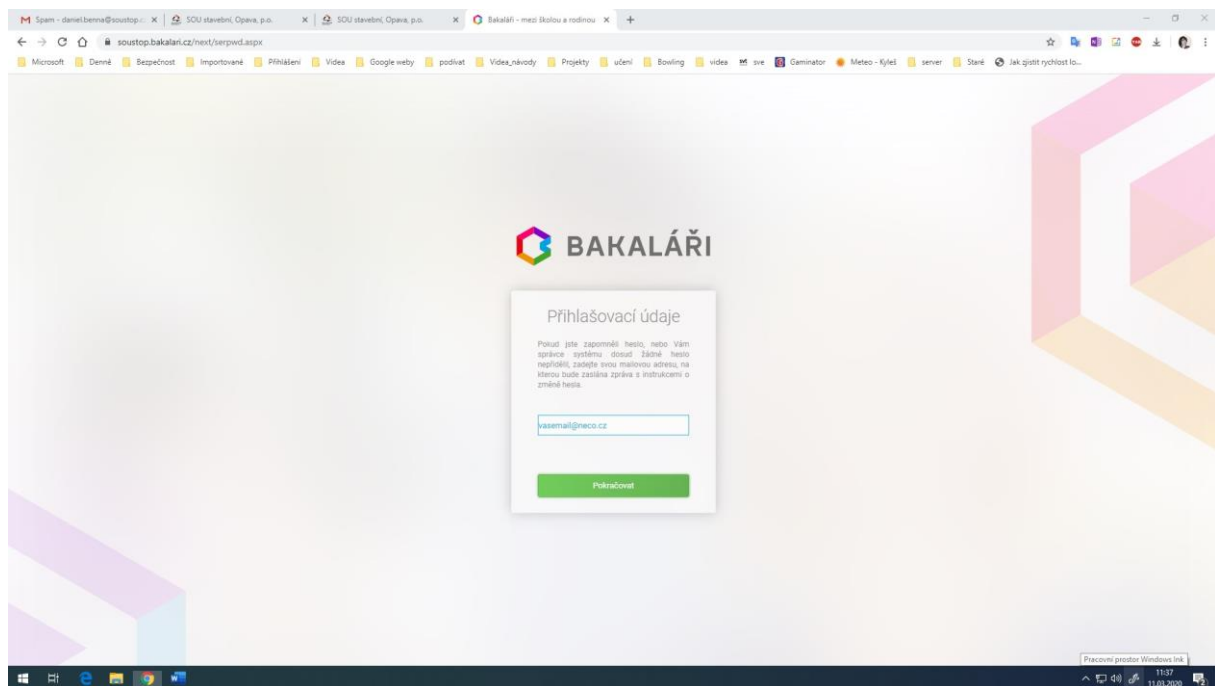 Spam - daniel.benna@soustop.c
SOU stavební, Opava, p.o.
SOU stavební, Opava, p.o.
Bakaláři - mezi školou a rodinou
soustop.bakalari.cz/next/serpwd.aspx
Microsoft Denně Bezpečnost Importované Přihlášení Videa Google weby podívat Videa_návody Projekty učení Bowling videa sve Gaminator Meteo - Kyleš server Staré Jak zjistit rychlost lo...
BAKALÁŘI
Přihlašovací údaje
Pokud jste zapomněli heslo, nebo Vám
správce systému dosud žádné heslo
nepřidělil, zadejte svou mailovou adresu, na
kterou bude zaslána zpráva s instrukcemi o
změně hesla.
vasemail@neco.cz
Pokračovat
Pracovní prostor Windows Ink
11:37
11.03.2020